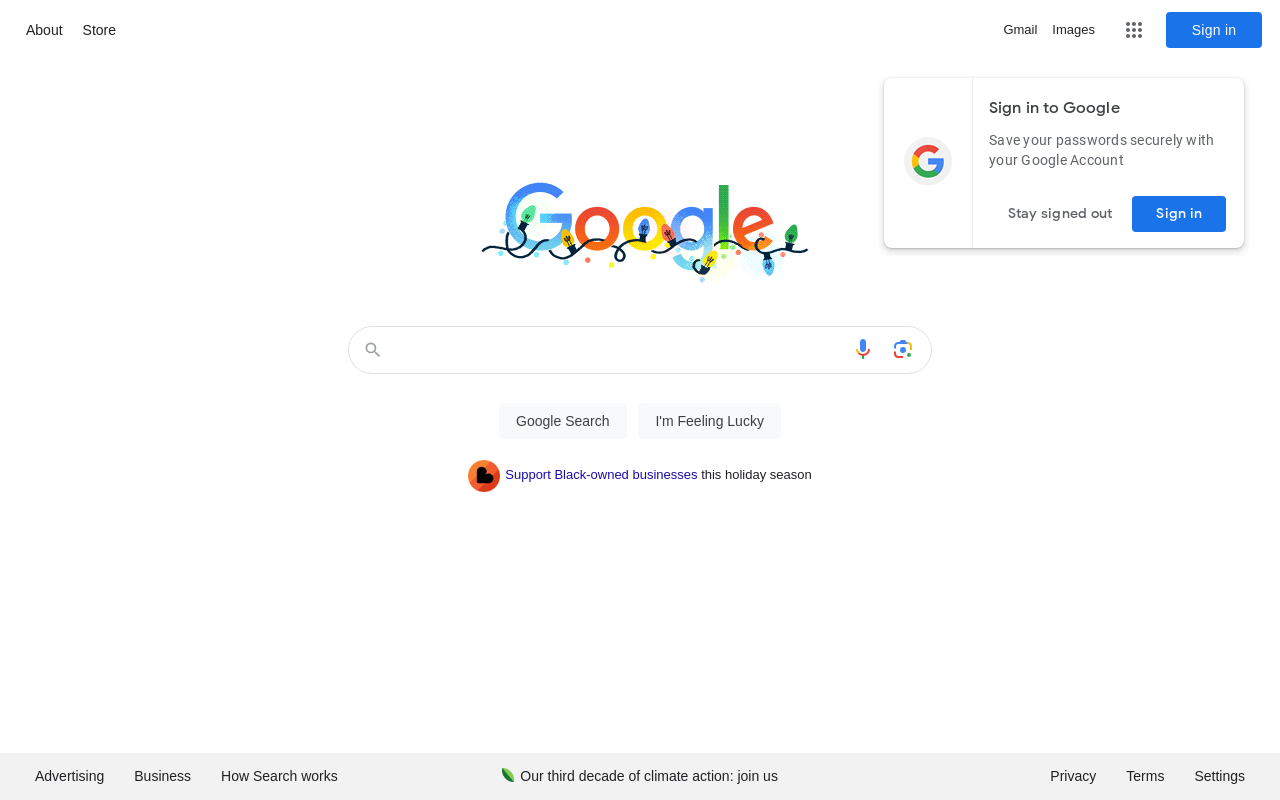 About Store
Gmail Images
Sign in
Sign in to Google
Save your passwords securely with
your Google Account
Stay signed out Sign in
Google
Google Search I'm Feeling Lucky
Support Black-owned businesses this holiday season
Advertising Business How Search works
Our third decade of climate action: join us
Privacy Terms Settings